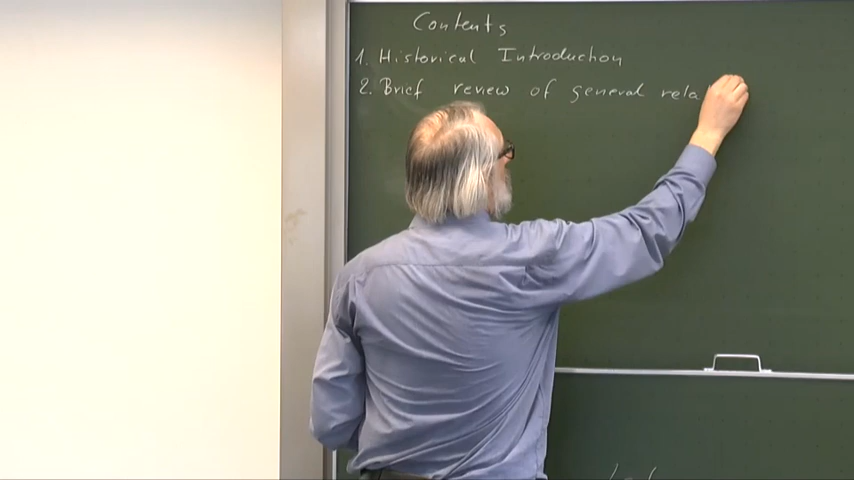 Contents
1. Historical Introduction
2. Brief review of general rela